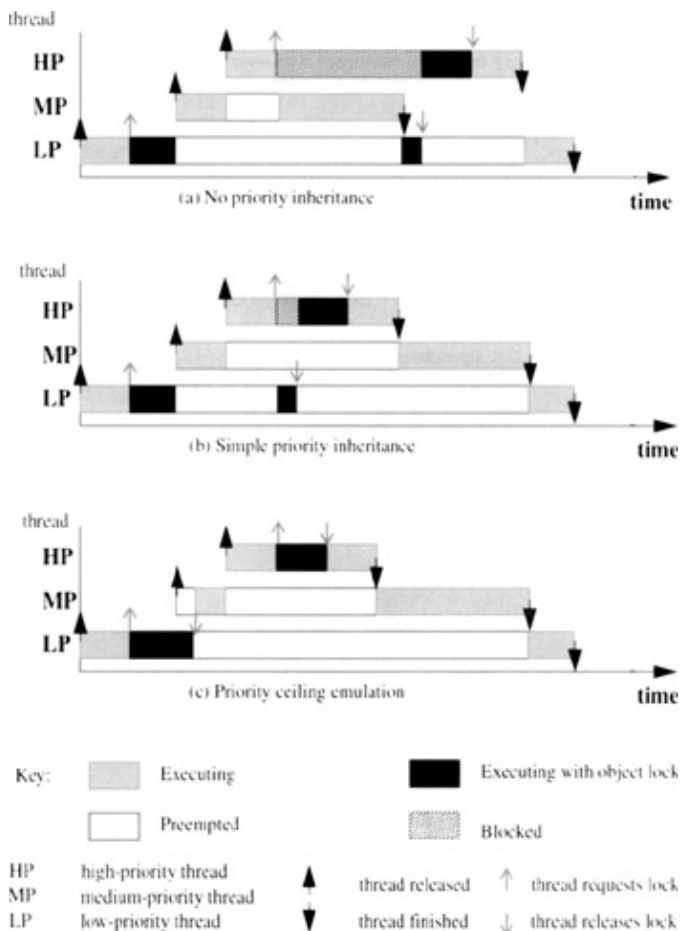 thread
HP
MP
LP
(a) No priority inheritance
time
thread
HP
MP
LP
(b) Simple priority inheritance
time
thread
HP
MP
LP
(c) Priority ceiling emulation
time
Key: Executing Executing with object lock
Preempted Blocked
HP high-priority thread thread released thread requests lock
MP medium-priority thread
LP low-priority thread thread finished thread releases lock